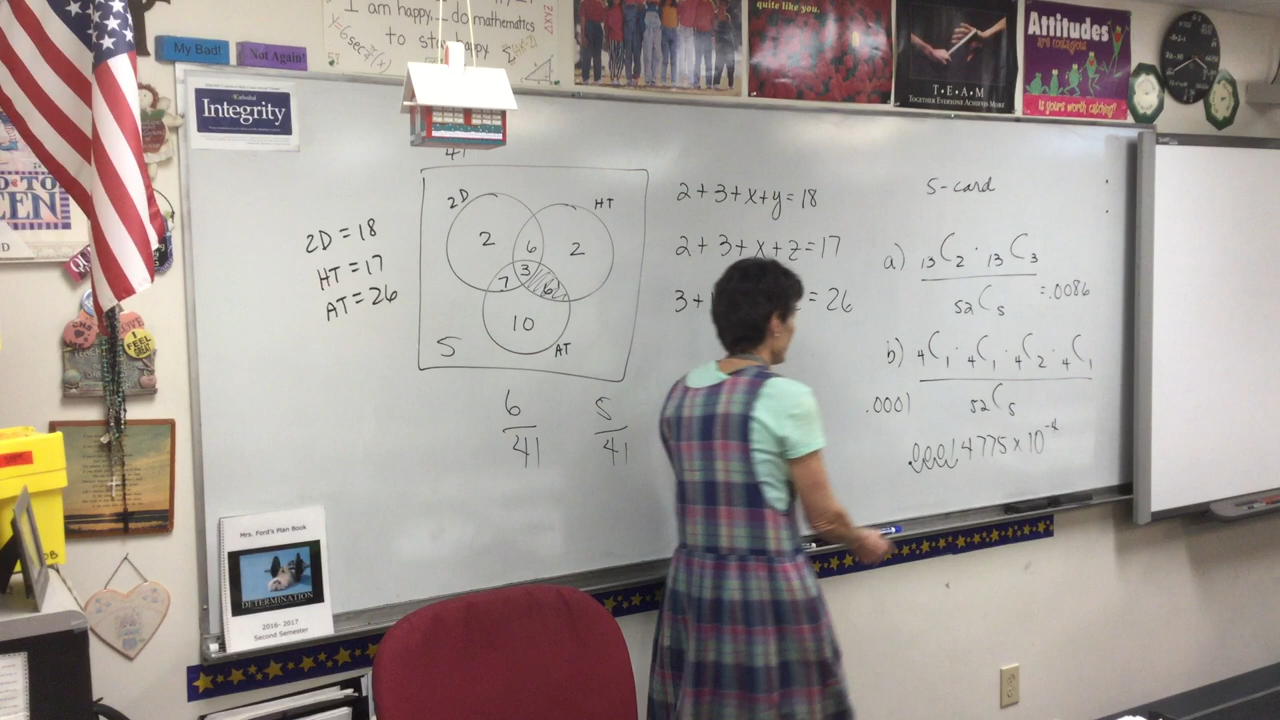 My Bad!
Not Again!
I am happy, I do mathematics
to stay happy.
quite like you.
T·E·A·M
TOGETHER EVERYONE ACHIEVES MORE
Attitudes
are contagious
is yours worth catching?
Cathedral
Integrity
41
2D
HT
2
6
2
3
7
6
10
S
AT
2D = 18
HT = 17
AT = 26
6/41
5/41
2+3+x+y=18
2+3+x+z=17
3+
= 26
5-card
a) 13C2 · 13C3
52C5
= .0086
b) 4C1 · 4C1 · 4C2 · 4C1
52C5
.0001
4775 × 10
I FEEL GREAT
Mrs. Ford's Plan Book
DETERMINATION
2016- 2017
Second Semester